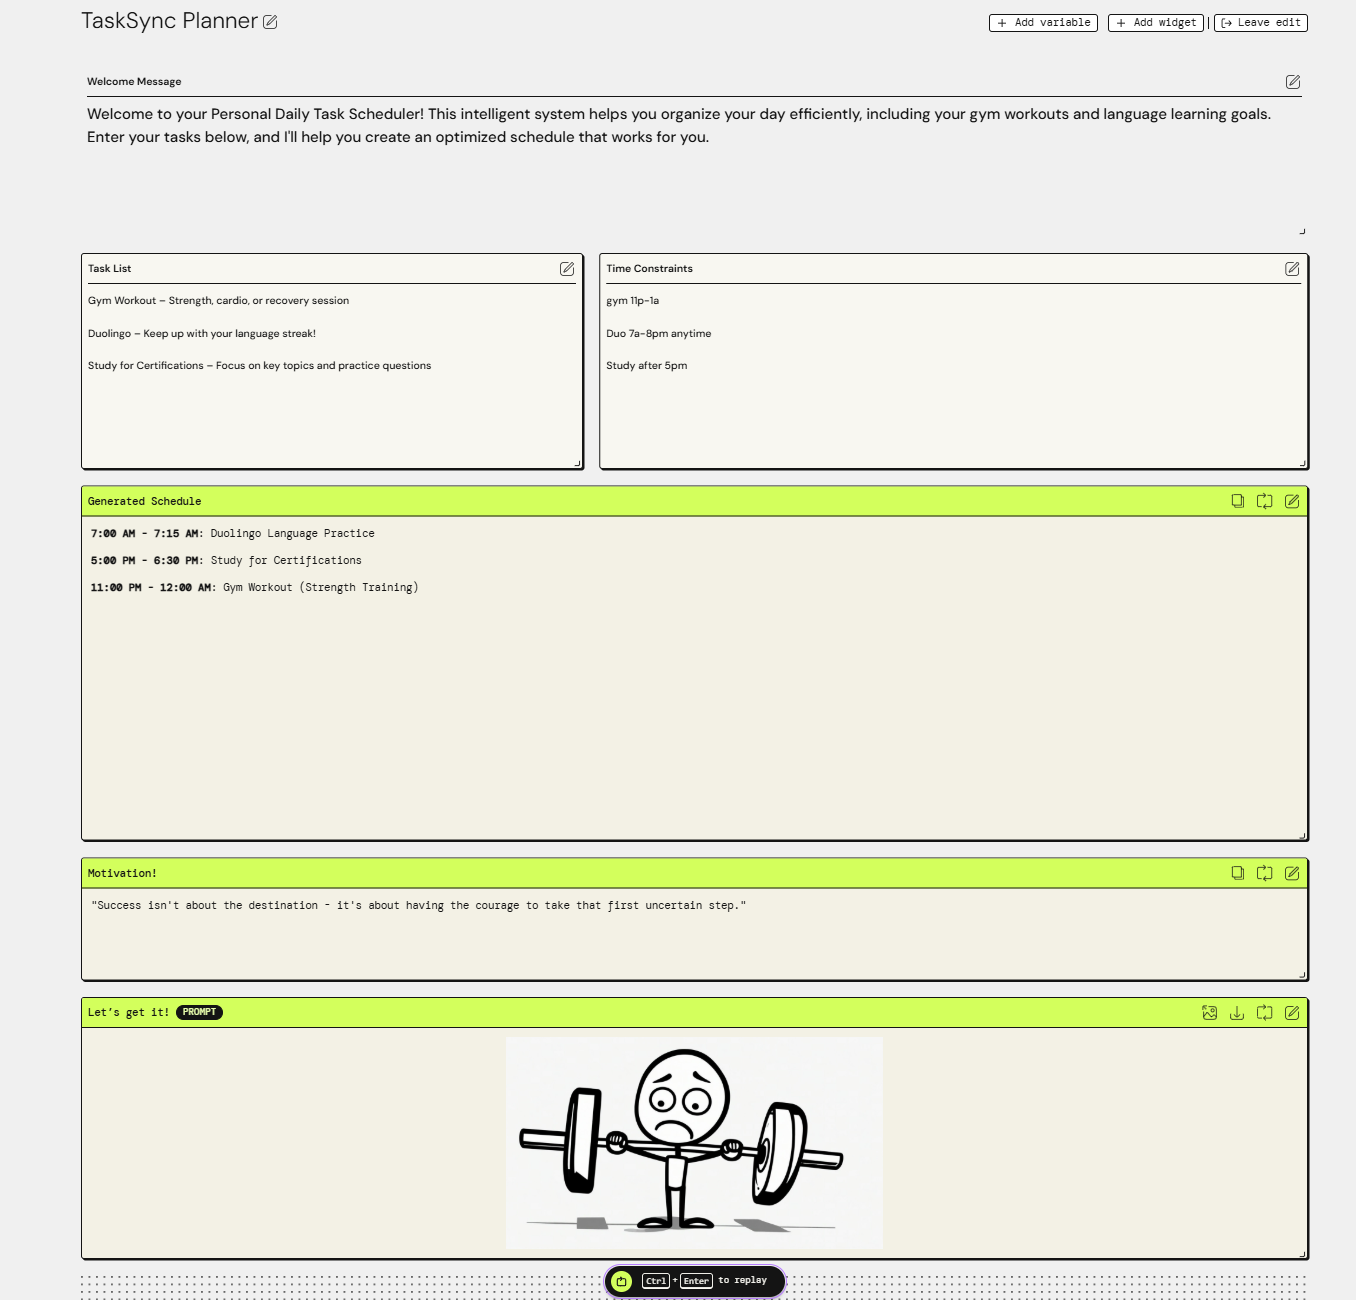 TaskSync Planner
Add variable
Add widget
Leave edit
Welcome Message
Welcome to your Personal Daily Task Scheduler! This intelligent system helps you organize your day efficiently, including your gym workouts and language learning goals.
Enter your tasks below, and I'll help you create an optimized schedule that works for you.
Task List
Gym Workout – Strength, cardio, or recovery session
Duolingo – Keep up with your language streak!
Study for Certifications – Focus on key topics and practice questions
Time Constraints
gym 11p-1a
Duo 7a-8pm anytime
Study after 5pm
Generated Schedule
7:00 AM - 7:15 AM: Duolingo Language Practice
5:00 PM - 6:30 PM: Study for Certifications
11:00 PM - 12:00 AM: Gym Workout (Strength Training)
Motivation!
"Success isn't about the destination - it's about having the courage to take that first uncertain step."
Let's get it! PROMPT
Ctrl + Enter to replay